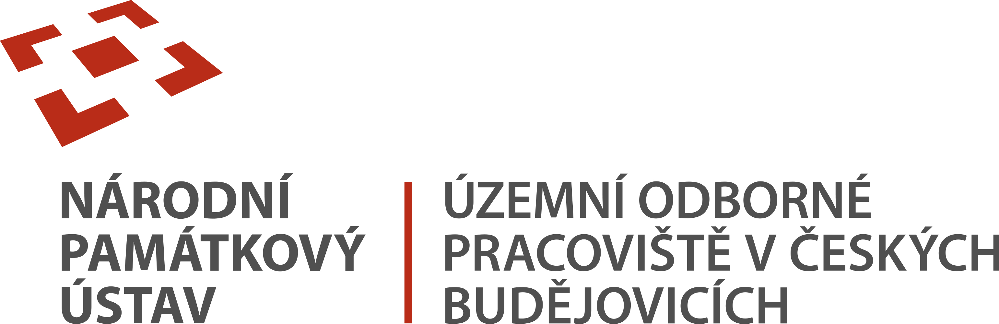 NÁRODNÍ
PAMÁTKOVÝ
ÚSTAV
ÚZEMNÍ ODBORNÉ
PRACOVIŠTĚ V ČESKÝCH
BUDĚJOVICÍCH